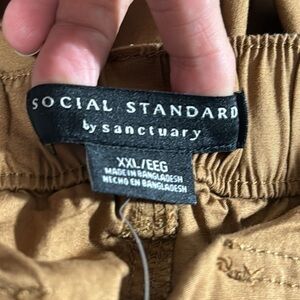 SOCIAL STANDARD
by sanctuary
XXL/EEG
MADE IN BANGLADESH
HECHO EN BANGLADESH